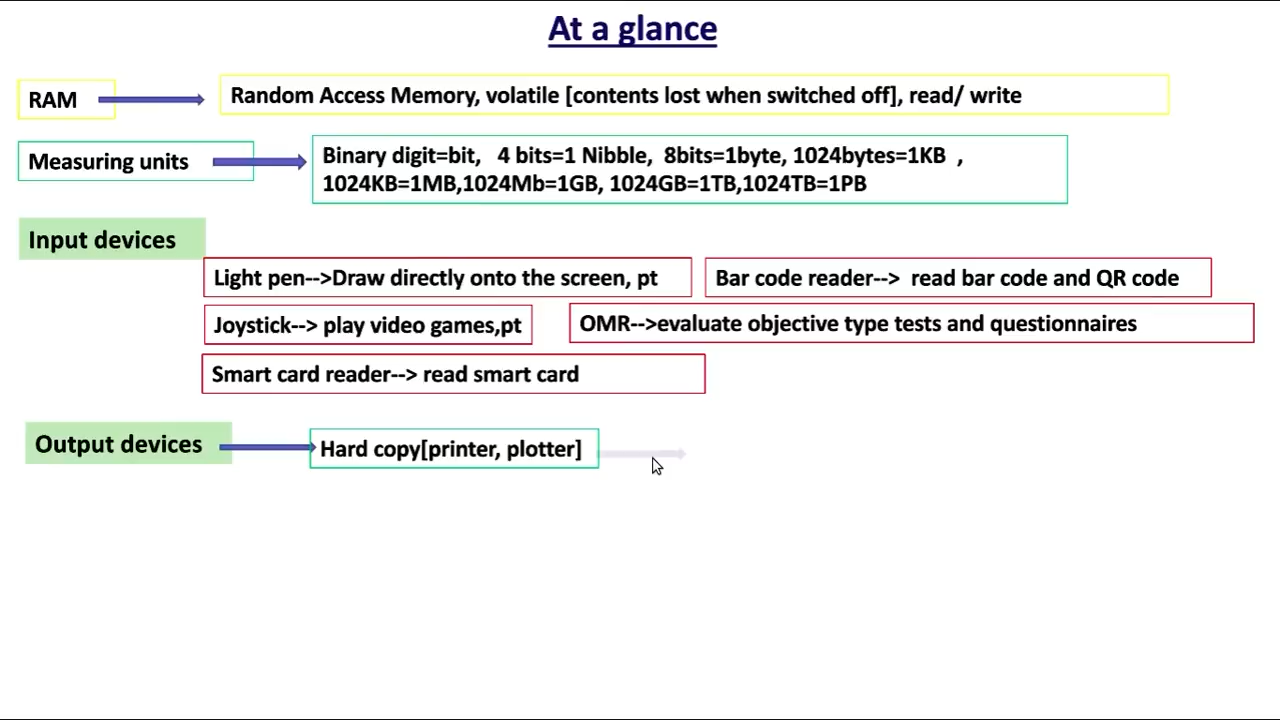 At a glance
RAM
Random Access Memory, volatile [contents lost when switched off], read/ write
Measuring units
Binary digit=bit,   4 bits=1 Nibble,  8bits=1byte, 1024bytes=1KB  ,
1024KB=1MB,1024Mb=1GB, 1024GB=1TB,1024TB=1PB
Input devices
Light pen-->Draw directly onto the screen, pt
Bar code reader-->  read bar code and QR code
Joystick--> play video games,pt
OMR-->evaluate objective type tests and questionnaires
Smart card reader--> read smart card
Output devices
Hard copy[printer, plotter]